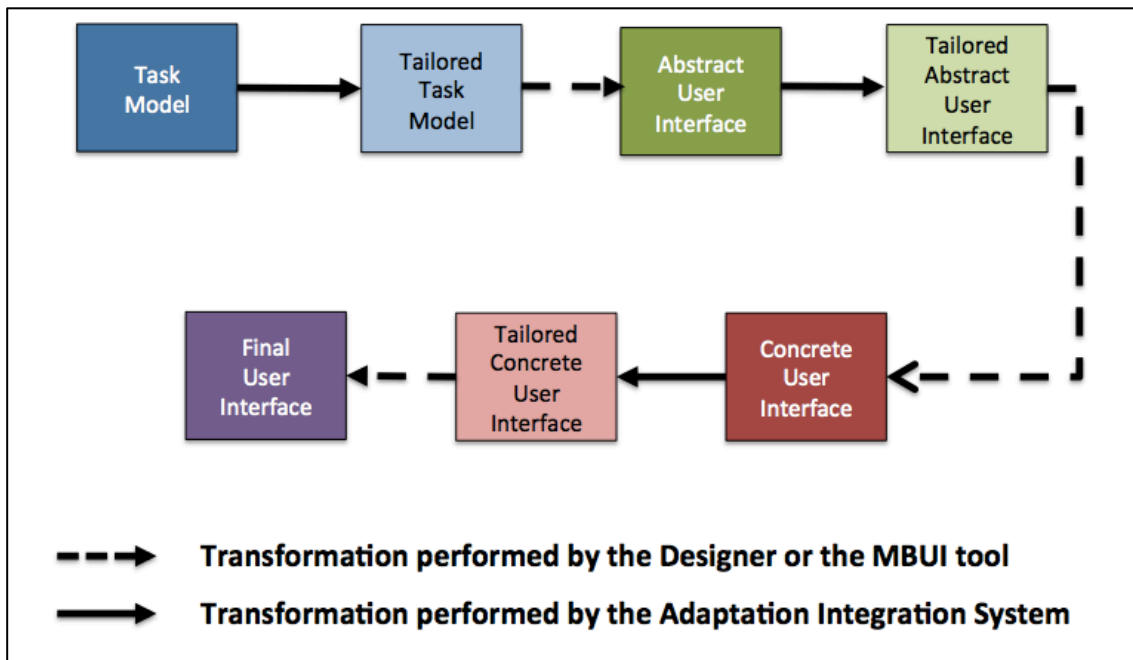 Task
Model
Tailored
Task
Model
Abstract
User
Interface
Tailored
Abstract
User
Interface
Final
User
Interface
Tailored
Concrete
User
Interface
Concrete
User
Interface
Transformation performed by the Designer or the MBUI tool
Transformation performed by the Adaptation Integration System